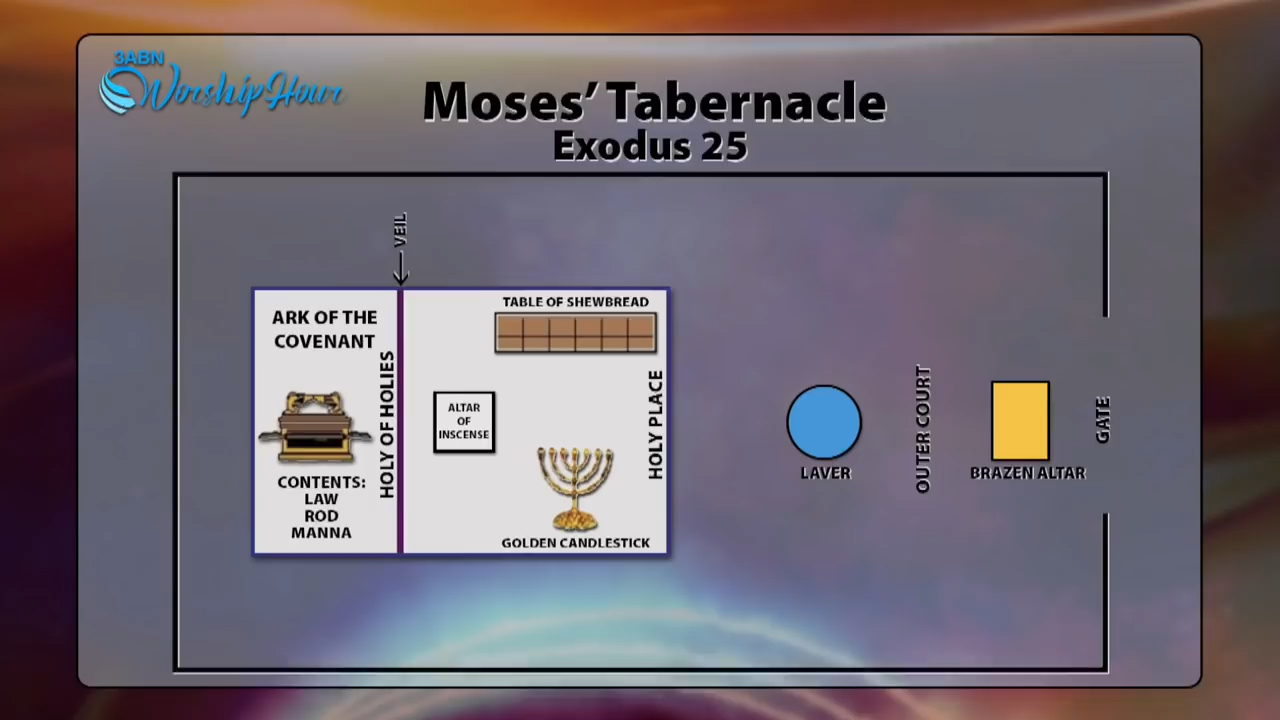 3ABN
Worship Hour
Moses’ Tabernacle
Exodus 25
VEIL
ARK OF THE
COVENANT
HOLY OF HOLIES
CONTENTS:
LAW
ROD
MANNA
TABLE OF SHEWBREAD
ALTAR
OF
INSCENSE
HOLY PLACE
GOLDEN CANDLESTICK
LAVER
OUTER COURT
BRAZEN ALTAR
GATE